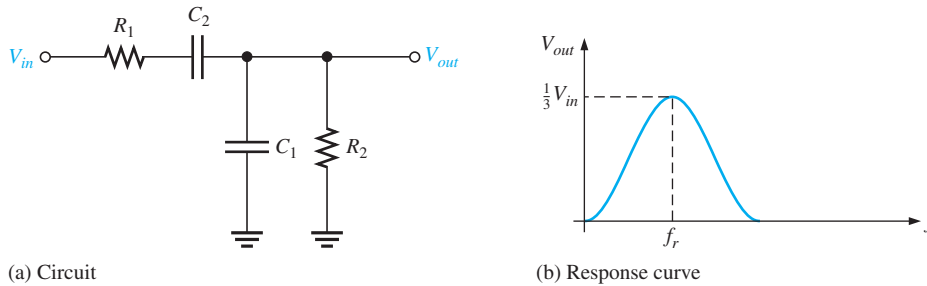 R1
C2
Vin
Vout
C1
R2
(a) Circuit
Vout
1/3 Vin
fr
(b) Response curve